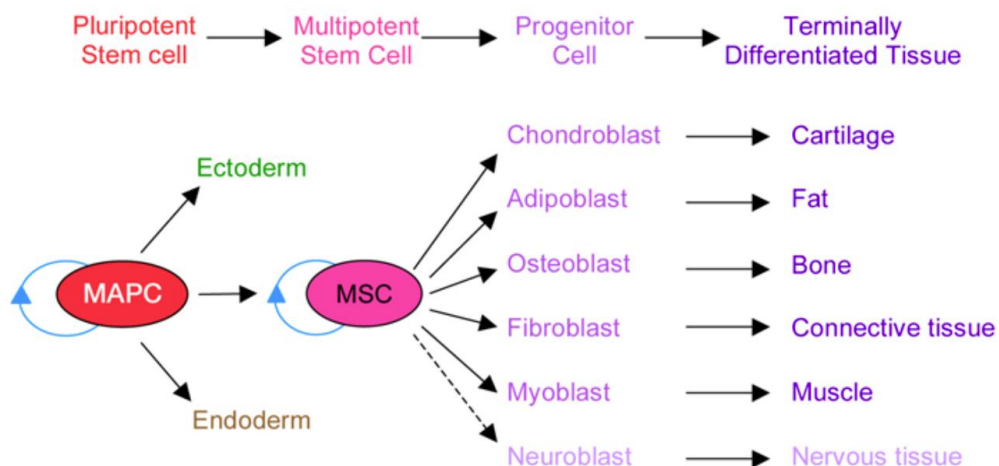 Pluripotent
Stem cell
Multipotent
Stem Cell
Progenitor
Cell
Terminally
Differentiated Tissue
Ectoderm
MAPC
Endoderm
MSC
Chondroblast
Cartilage
Adipoblast
Fat
Osteoblast
Bone
Fibroblast
Connective tissue
Myoblast
Muscle
Neuroblast
Nervous tissue